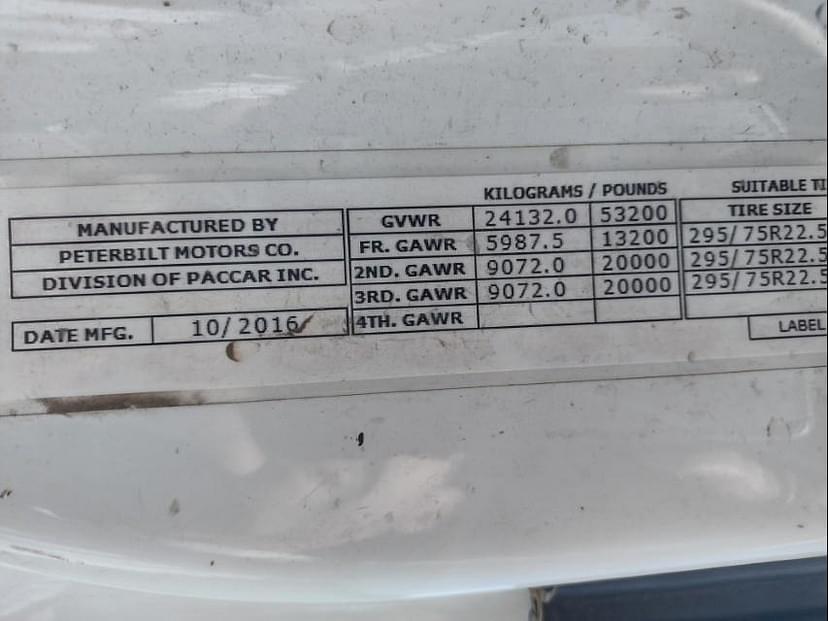 KILOGRAMS / POUNDS SUITABLE
MANUFACTURED BY GVWR 24132.0 53200 TIRE SIZE
PETERBILT MOTORS CO. FR. GAWR 5987.5 13200 295/75R22.5
DIVISION OF PACCAR INC. 2ND. GAWR 9072.0 20000 295/75R22.5
3RD. GAWR 9072.0 20000 295/75R22.5
DATE MFG. 10/2016 4TH. GAWR
LABEL